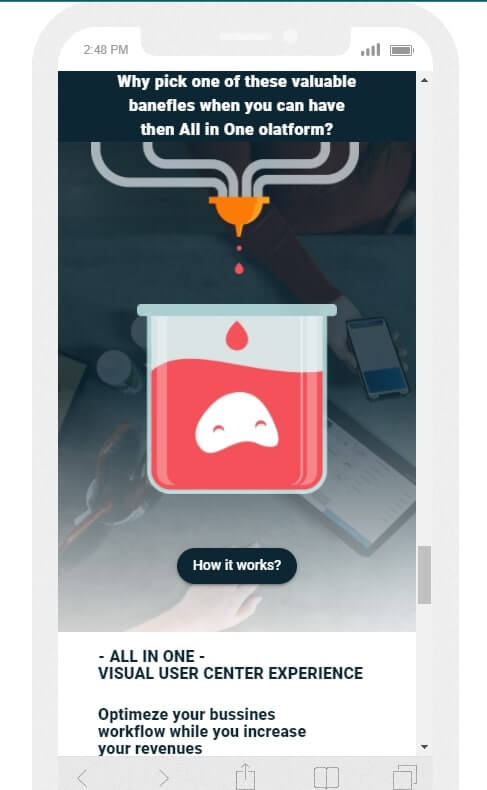 2:48 PM
Why pick one of these valuable
banefles when you can have
then All in One olatform?
How it works?
- ALL IN ONE -
VISUAL USER CENTER EXPERIENCE
Optimeze your bussines
workflow while you increase
your revenues